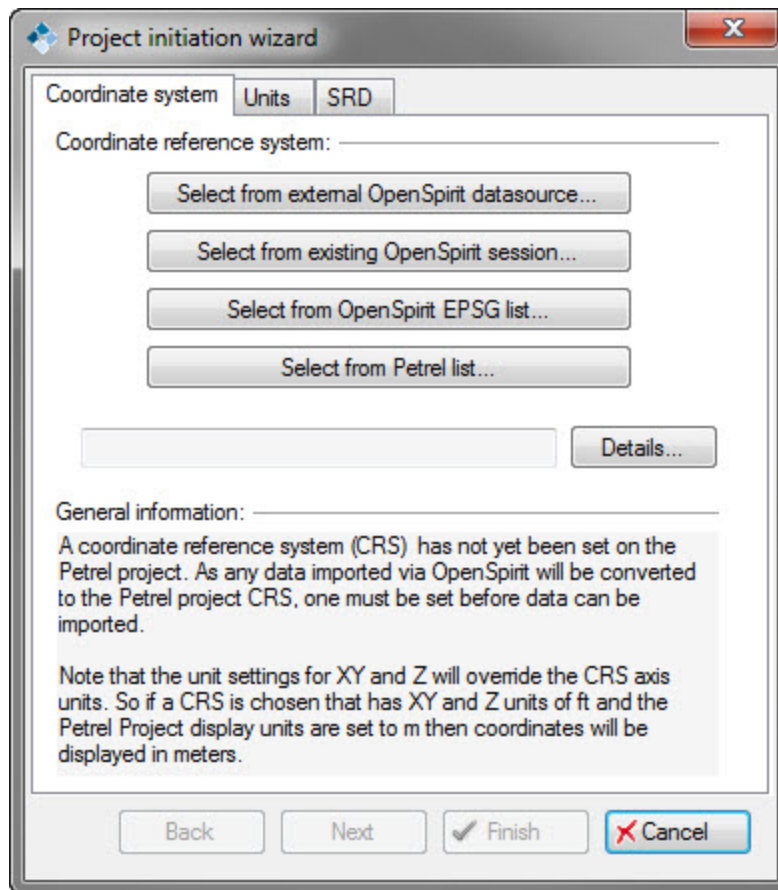 Project initiation wizard
Coordinate system Units SRD
Coordinate reference system:
Select from external OpenSpirit datasource...
Select from existing OpenSpirit session...
Select from OpenSpirit EPSG list...
Select from Petrel list...
Details...
General information:
A coordinate reference system (CRS) has not yet been set on the
Petrel project. As any data imported via OpenSpirit will be converted
to the Petrel project CRS, one must be set before data can be
imported.
Note that the unit settings for XY and Z will override the CRS axis
units. So if a CRS is chosen that has XY and Z units of ft and the
Petrel Project display units are set to m then coordinates will be
displayed in meters.
Back Next Finish Cancel